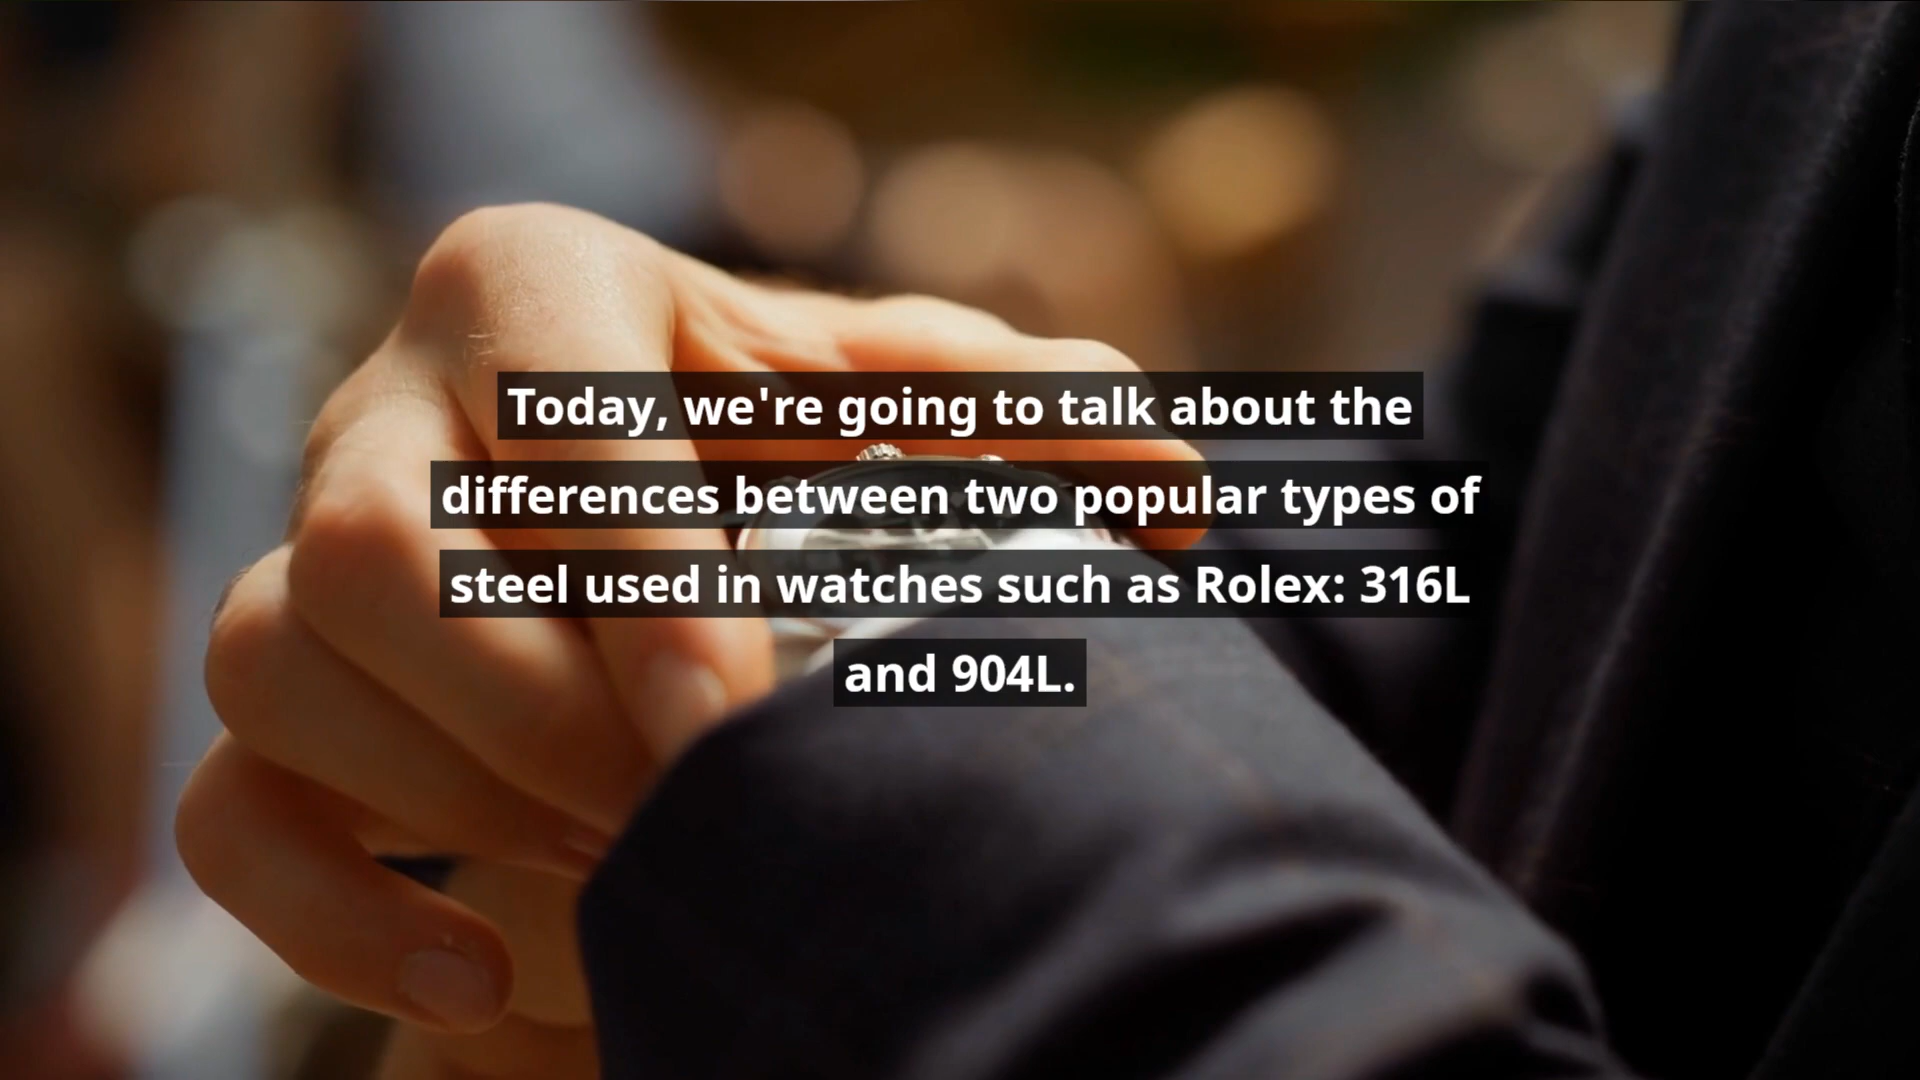 Today, we're going to talk about the
differences between two popular types of
steel used in watches such as Rolex: 316L
and 904L.